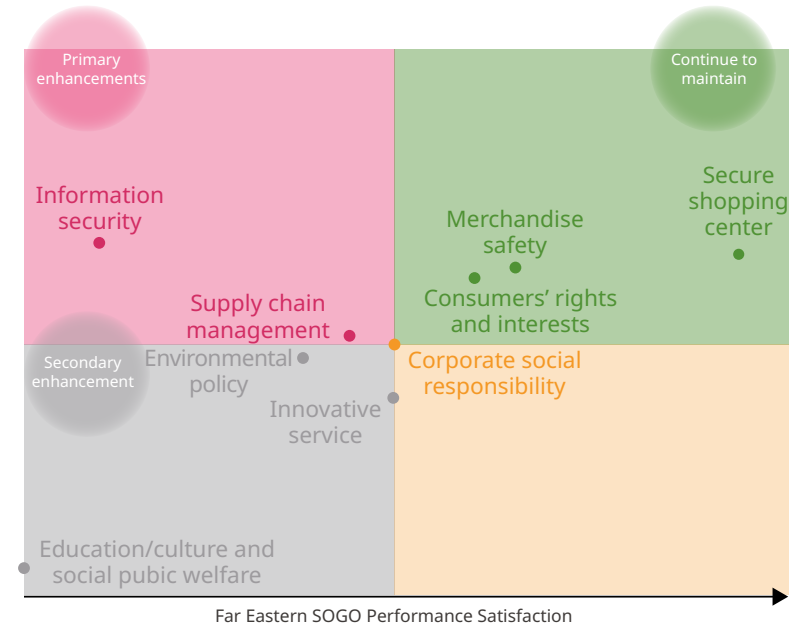 Primary
enhancements
Continue to
maintain
Information
security
Secure
shopping
center
Merchandise
safety
Supply chain
management
Consumers’ rights
and interests
Secondary
enhancement
Environmental
policy
Corporate social
responsibility
Innovative
service
Education/culture and
social pubic welfare
Far Eastern SOGO Performance Satisfaction